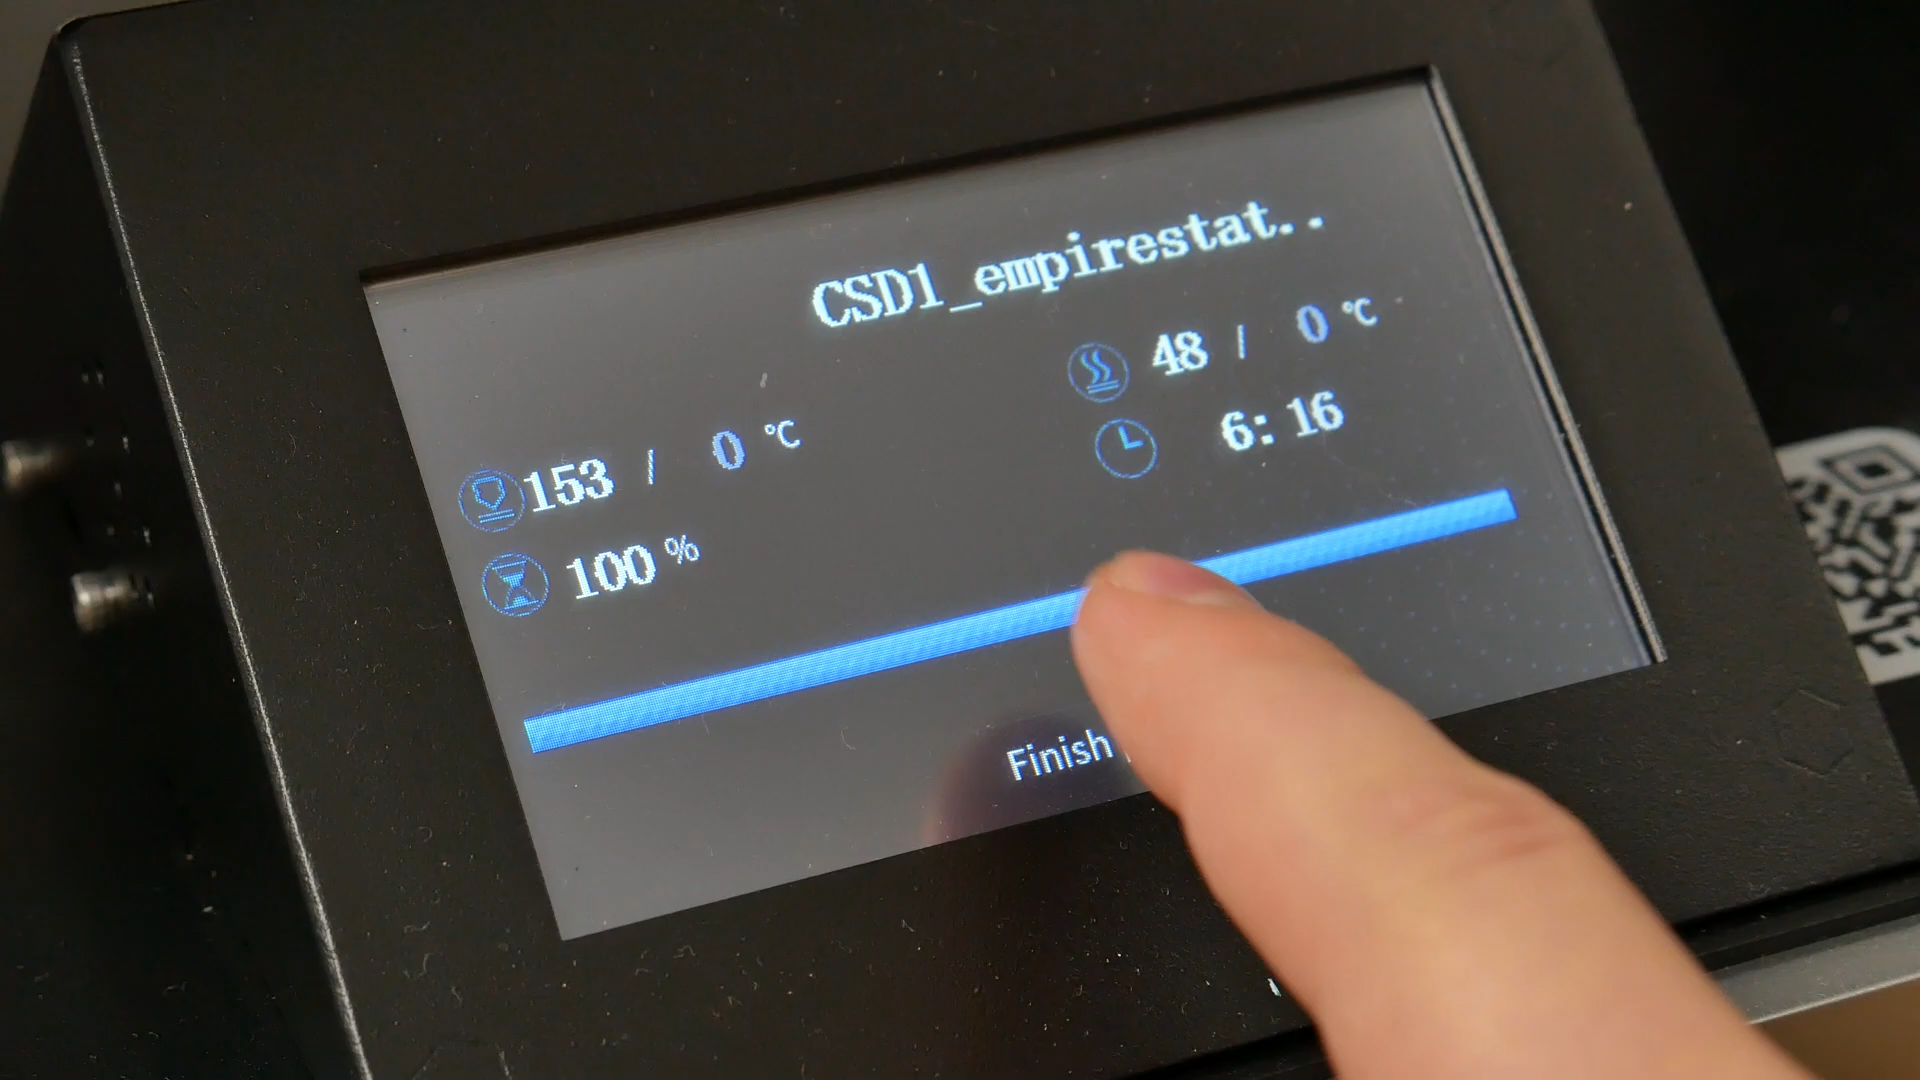 CSD1_empirestat..
153 / 0 ℃
48 / 0 ℃
100 %
6:16
Finish